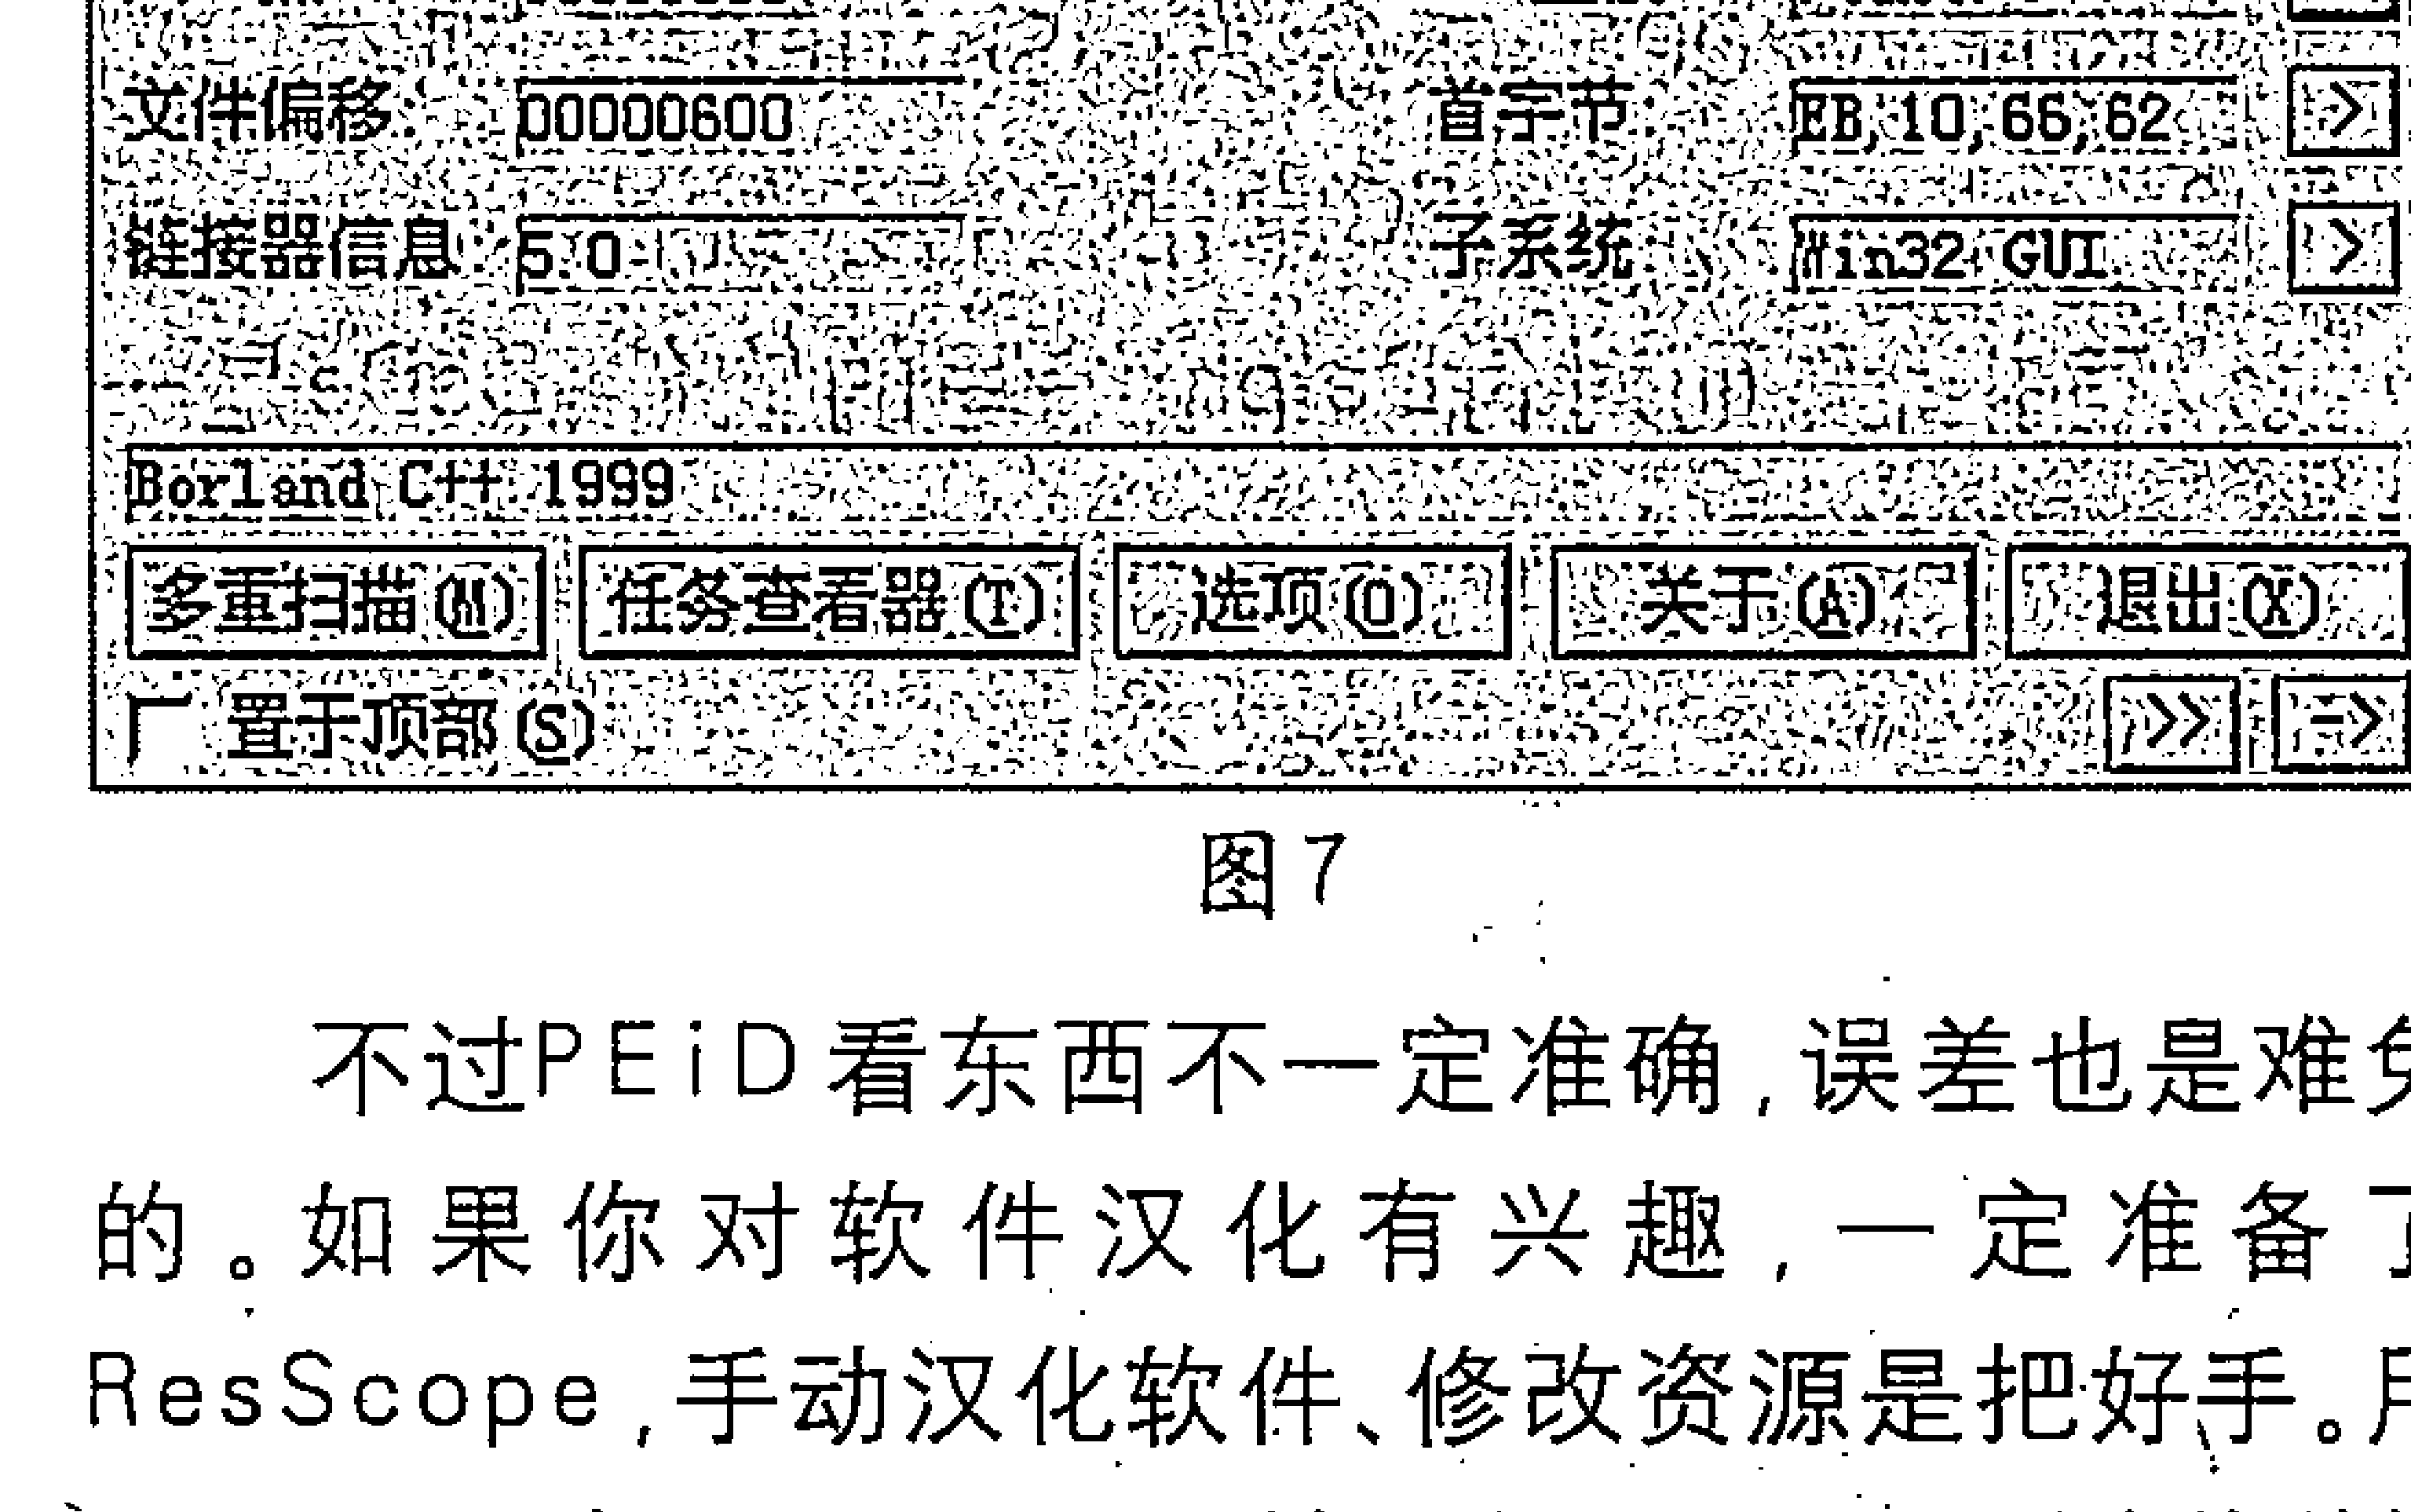 文件偏移 00000600 首字节 EB,10,66,62 >
链接器信息 5.0 子系统 Win32 GUI >
Borland C++ 1999
多重扫描(M) 任务查看器(T) 选项(O) 关于(A) 退出(X)
置于顶部(S) >> =>
图7
不过PEiD看东西不一定准确,误差也是难免
的。如果你对软件汉化有兴趣,一定准备了
ResScope,手动汉化软件、修改资源是把好手。用